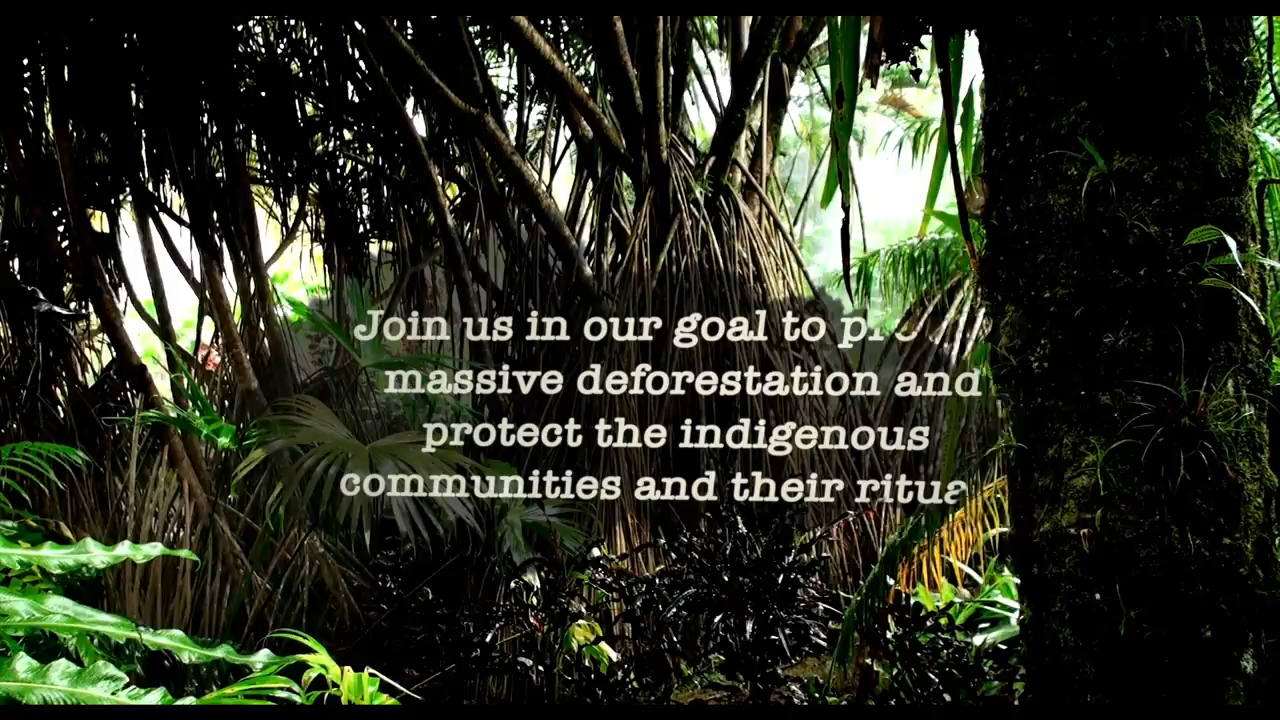 Join us in our goal to
massive deforestation and
protect the indigenous
communities and their